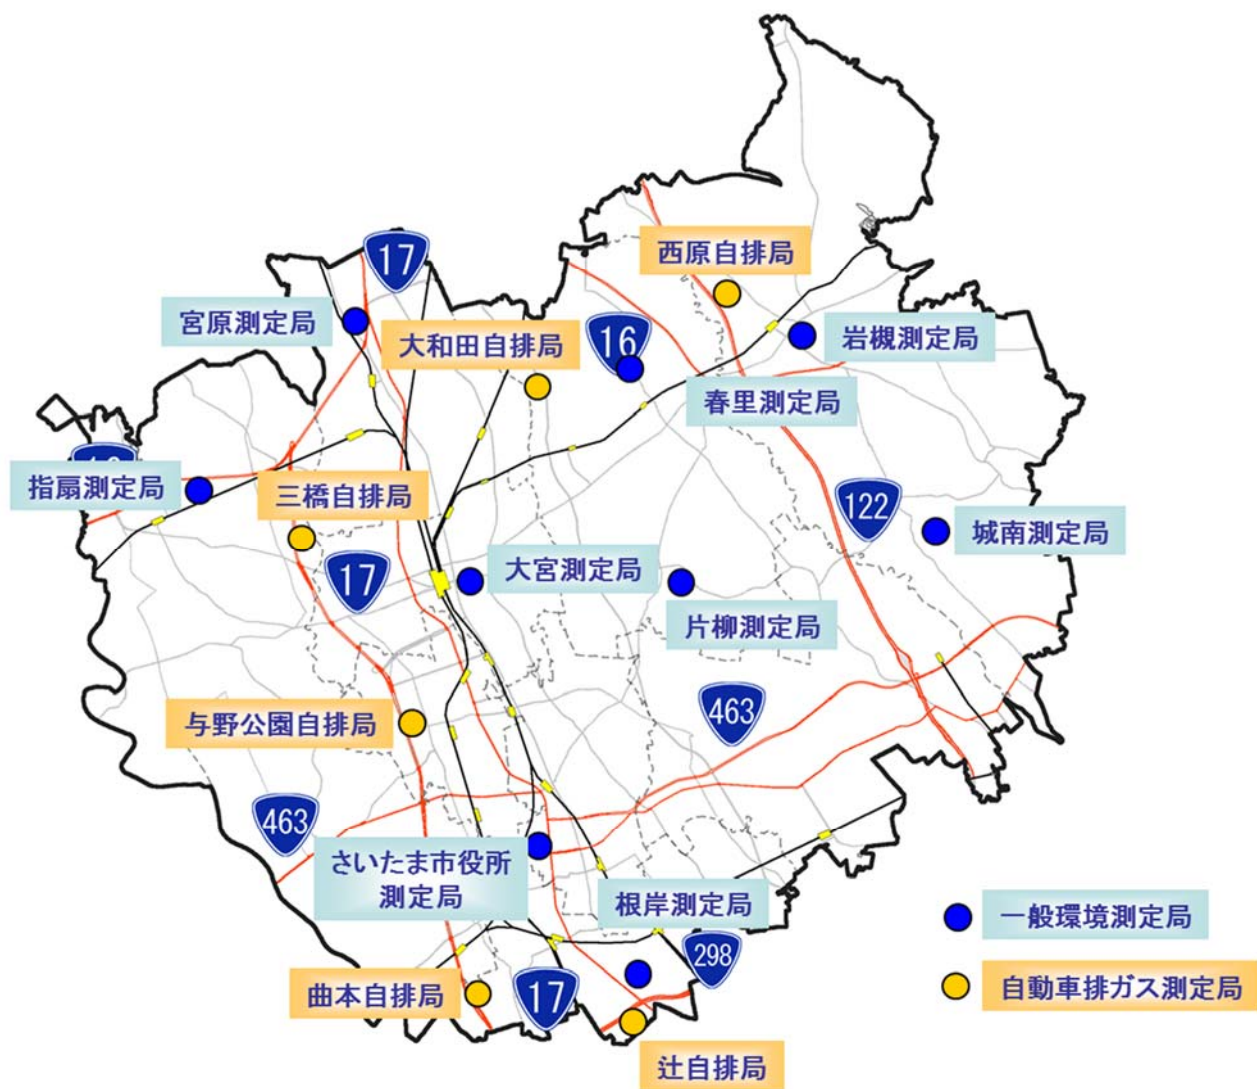 西原自排局
17
宮原測定局
大和田自排局
16
岩槻測定局
春里測定局
指扇測定局
三橋自排局
122
城南測定局
17
大宮測定局
片柳測定局
与野公園自排局
463
463
さいたま市役所
測定局
根岸測定局
一般環境測定局
298
曲本自排局
17
自動車排ガス測定局
辻自排局